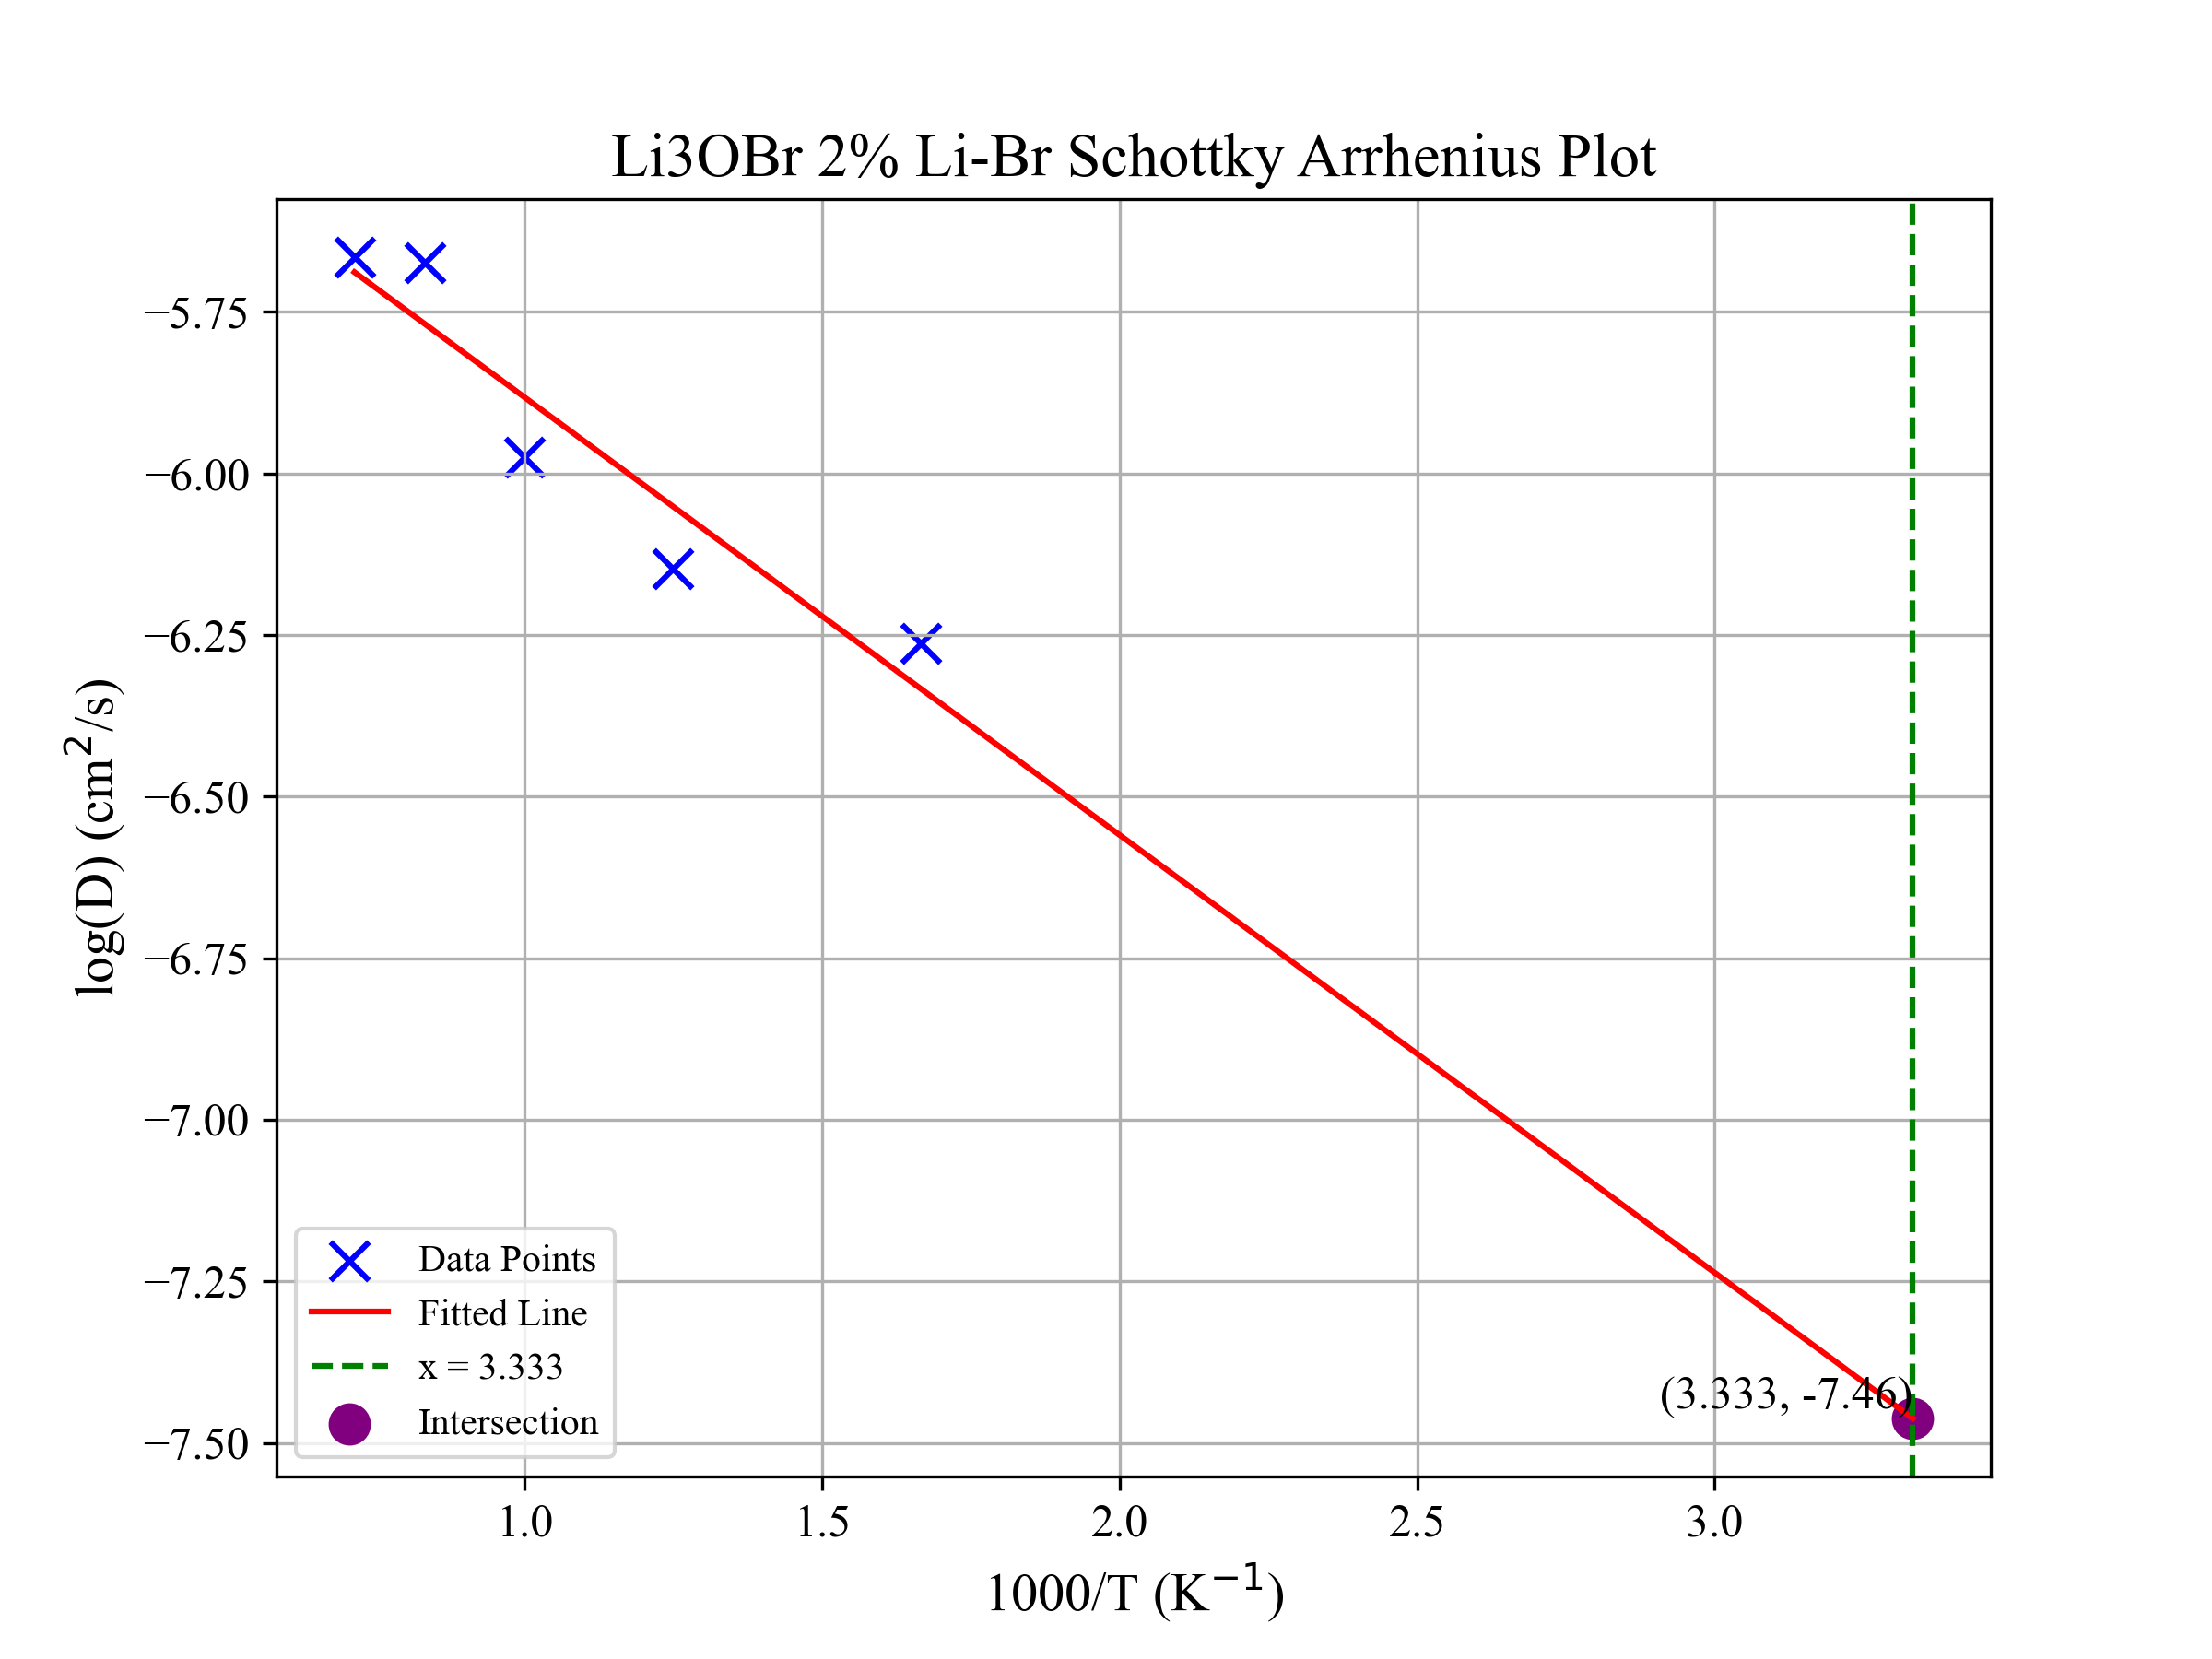 Li3OBr 2% Li-Br Schottky Arrhenius Plot
−5.75
−6.00
−6.25
−6.50
−6.75
−7.00
−7.25
−7.50
log(D) (cm²/s)
Data Points
Fitted Line
x = 3.333
Intersection
(3.333, -7.46)
1.0 1.5 2.0 2.5 3.0
1000/T (K⁻¹)